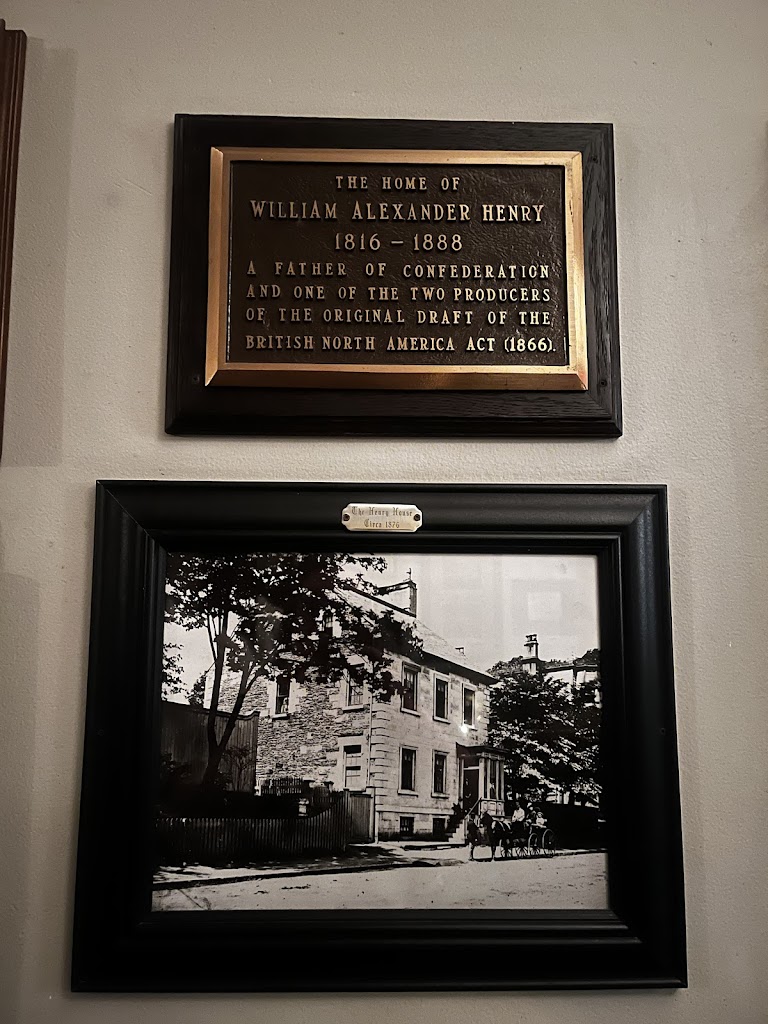 THE HOME OF
WILLIAM ALEXANDER HENRY
1816 – 1888
A FATHER OF CONFEDERATION
AND ONE OF THE TWO PRODUCERS
OF THE ORIGINAL DRAFT OF THE
BRITISH NORTH AMERICA ACT (1866).
The Henry House
Circa 1876